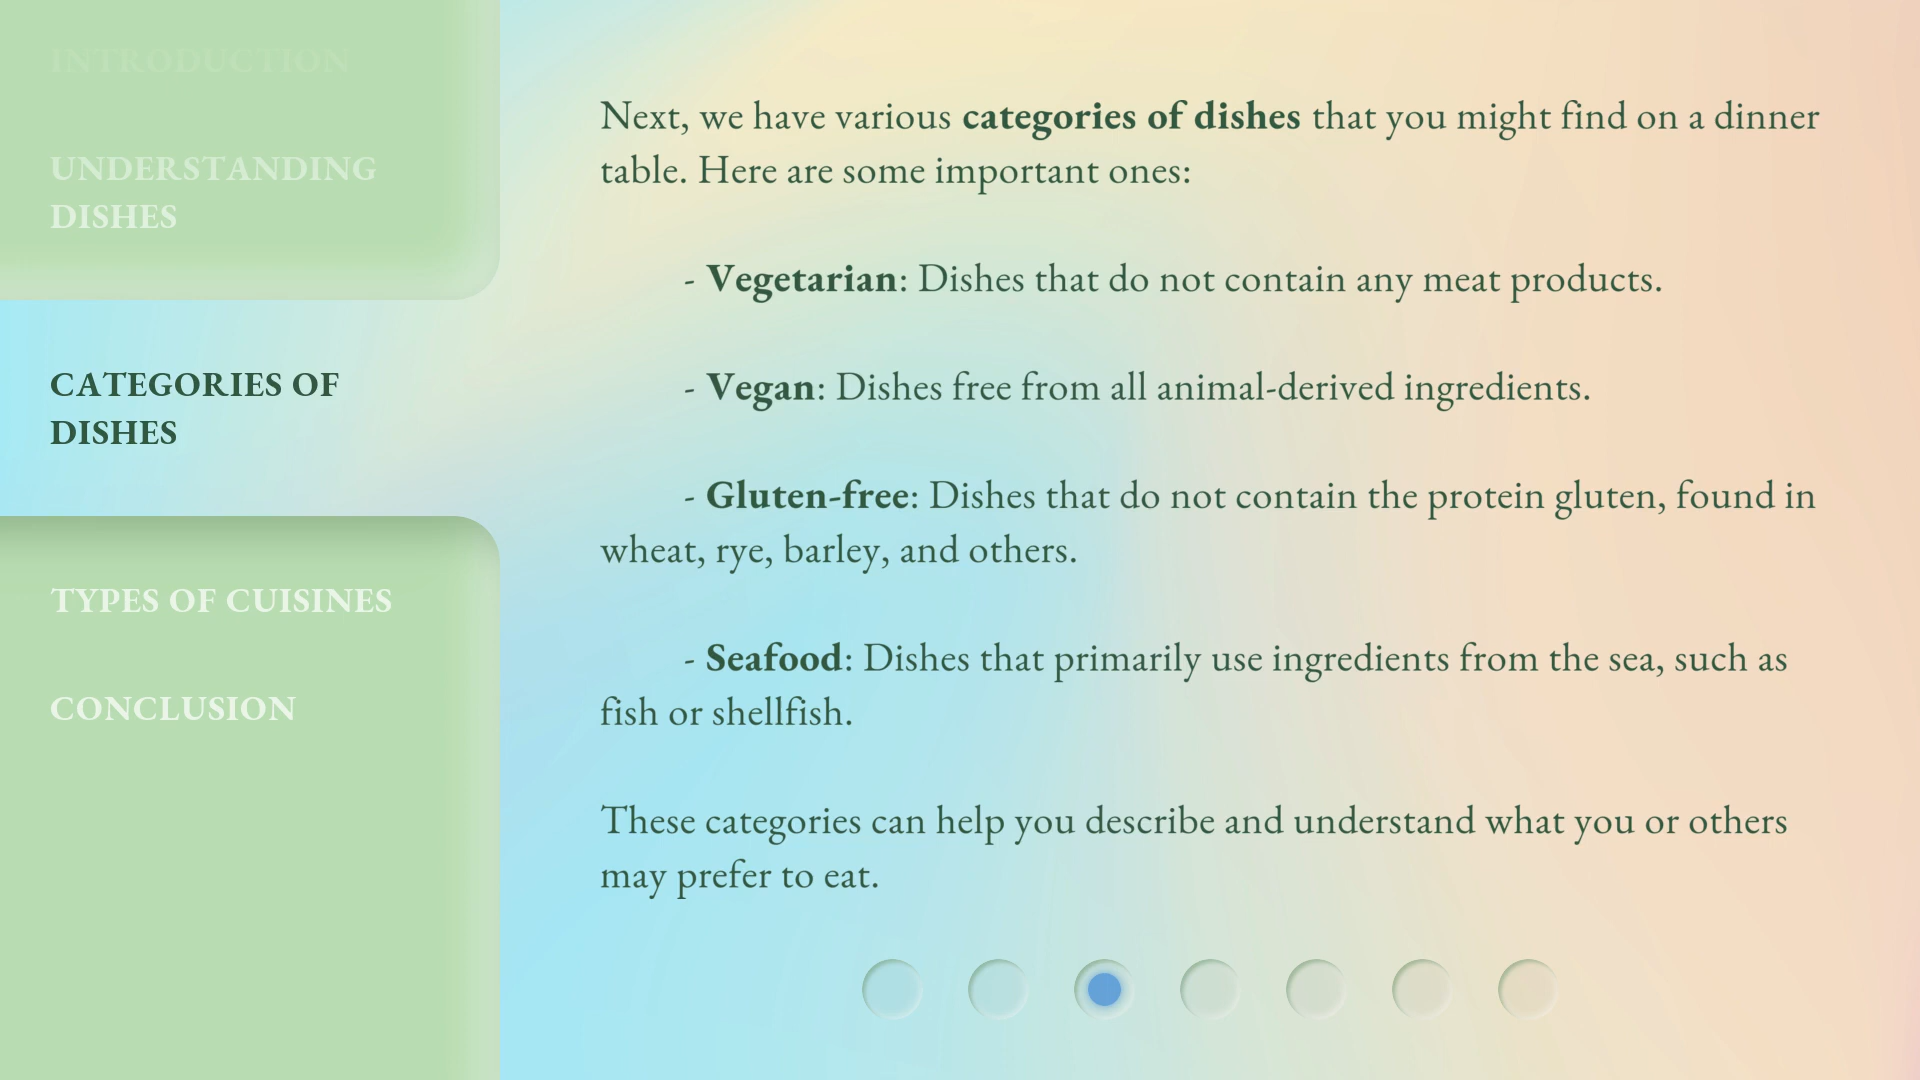 INTRODUCTION
UNDERSTANDING
DISHES
CATEGORIES OF
DISHES
TYPES OF CUISINES
CONCLUSION
Next, we have various categories of dishes that you might find on a dinner
table. Here are some important ones:
- Vegetarian: Dishes that do not contain any meat products.
- Vegan: Dishes free from all animal-derived ingredients.
- Gluten-free: Dishes that do not contain the protein gluten, found in
wheat, rye, barley, and others.
- Seafood: Dishes that primarily use ingredients from the sea, such as
fish or shellfish.
These categories can help you describe and understand what you or others
may prefer to eat.